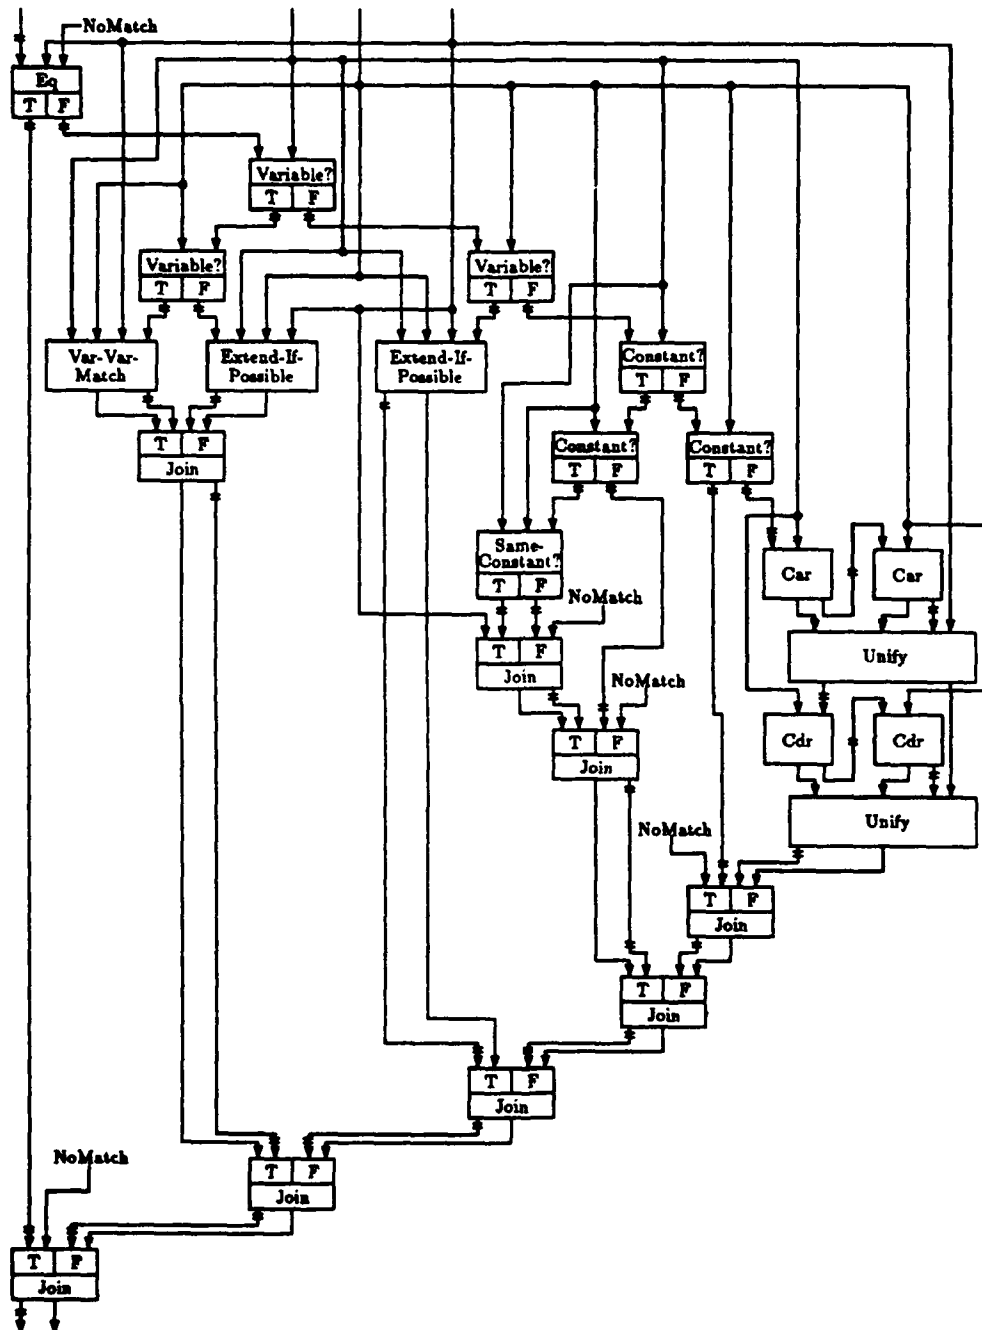 NoMatch
Eq
T F
Variable?
T F
Variable?
T F
Variable?
T F
Var-Var-
Match
Extend-If-
Possible
Extend-If-
Possible
Constant?
T F
T F
Join
Constant?
T F
Constant?
T F
Same-
Constant?
T F
Car
Car
NoMatch
T F
Join
Unify
NoMatch
T F
Join
Cdr
Cdr
Unify
NoMatch
T F
Join
T F
Join
T F
Join
NoMatch
T F
Join
T F
Join